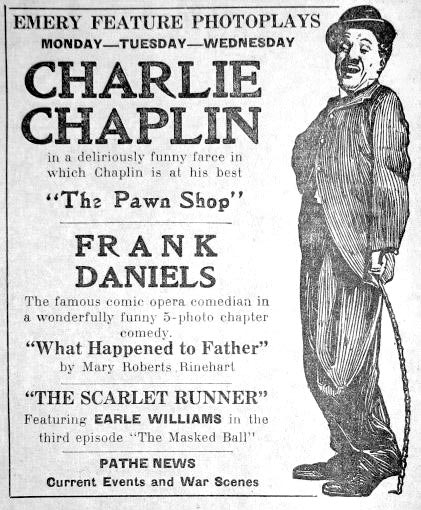 EMERY FEATURE PHOTOPLAYS
MONDAY—TUESDAY—WEDNESDAY
CHARLIE
CHAPLIN
in a deliriously funny farce in
which Chaplin is at his best
"The Pawn Shop"
FRANK
DANIELS
The famous comic opera comedian in
a wonderfully funny 5-photo chapter
comedy.
"What Happened to Father"
by Mary Roberts Rinehart
"THE SCARLET RUNNER"
Featuring EARLE WILLIAMS in the
third episode "The Masked Ball"
PATHE NEWS
Current Events and War Scenes